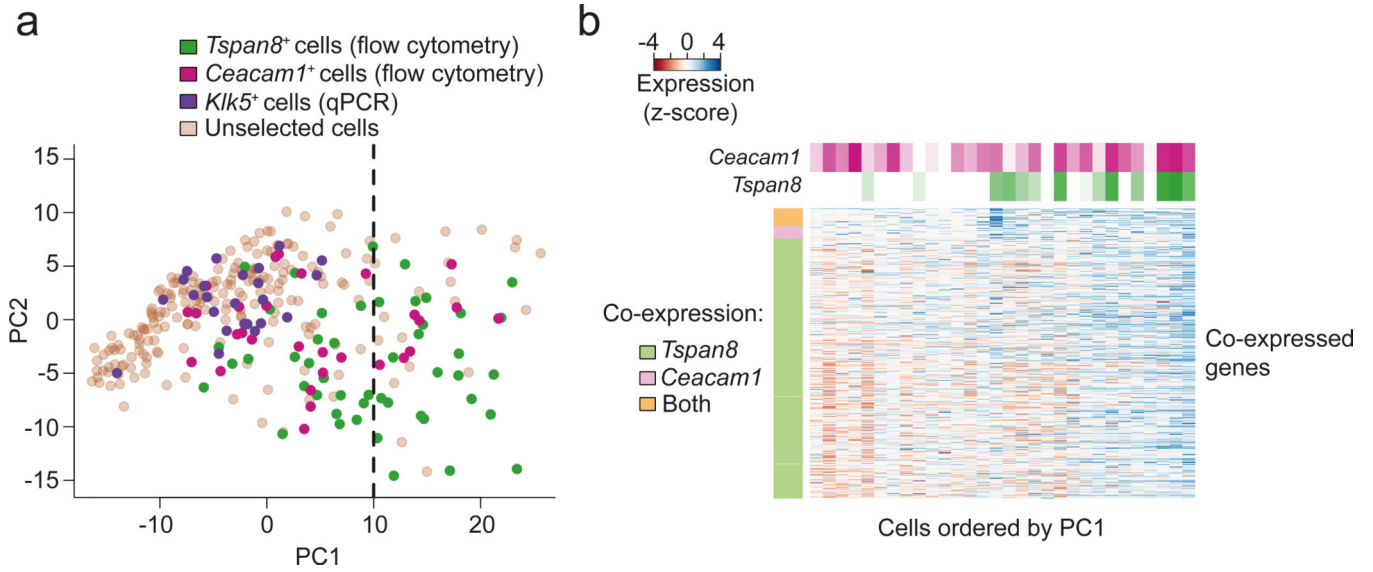 a
Tspan8+ cells (flow cytometry)
Ceacam1+ cells (flow cytometry)
Klk5+ cells (qPCR)
Unselected cells
15
10
5
0
-5
-10
-15
PC2
-10 0 10 20
PC1
b
-4 0 4
Expression
(z-score)
Ceacam1
Tspan8
Co-expression:
Tspan8
Ceacam1
Both
Co-expressed
genes
Cells ordered by PC1